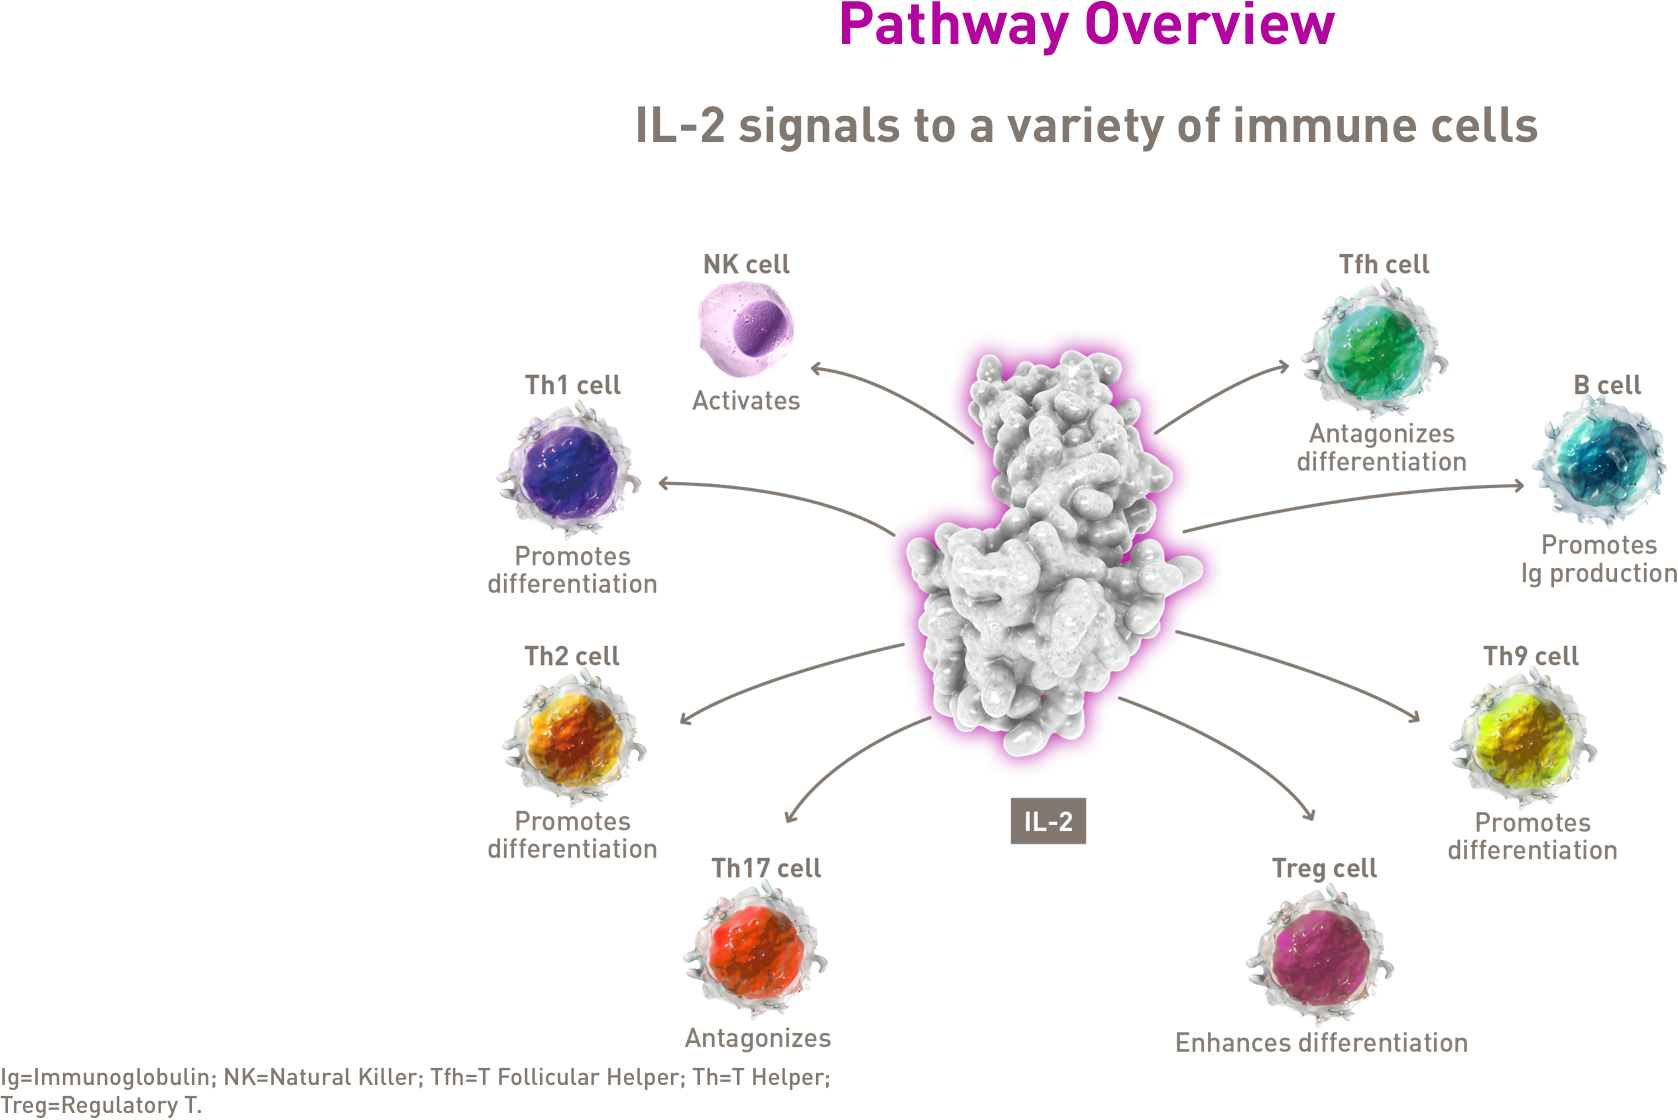 Pathway Overview
IL-2 signals to a variety of immune cells
NK cell
Activates
Tfh cell
Antagonizes
differentiation
Th1 cell
Promotes
differentiation
B cell
Promotes
Ig production
Th2 cell
Promotes
differentiation
Th9 cell
Promotes
differentiation
IL-2
Th17 cell
Antagonizes
Treg cell
Enhances differentiation
Ig=Immunoglobulin; NK=Natural Killer; Tfh=T Follicular Helper; Th=T Helper;
Treg=Regulatory T.